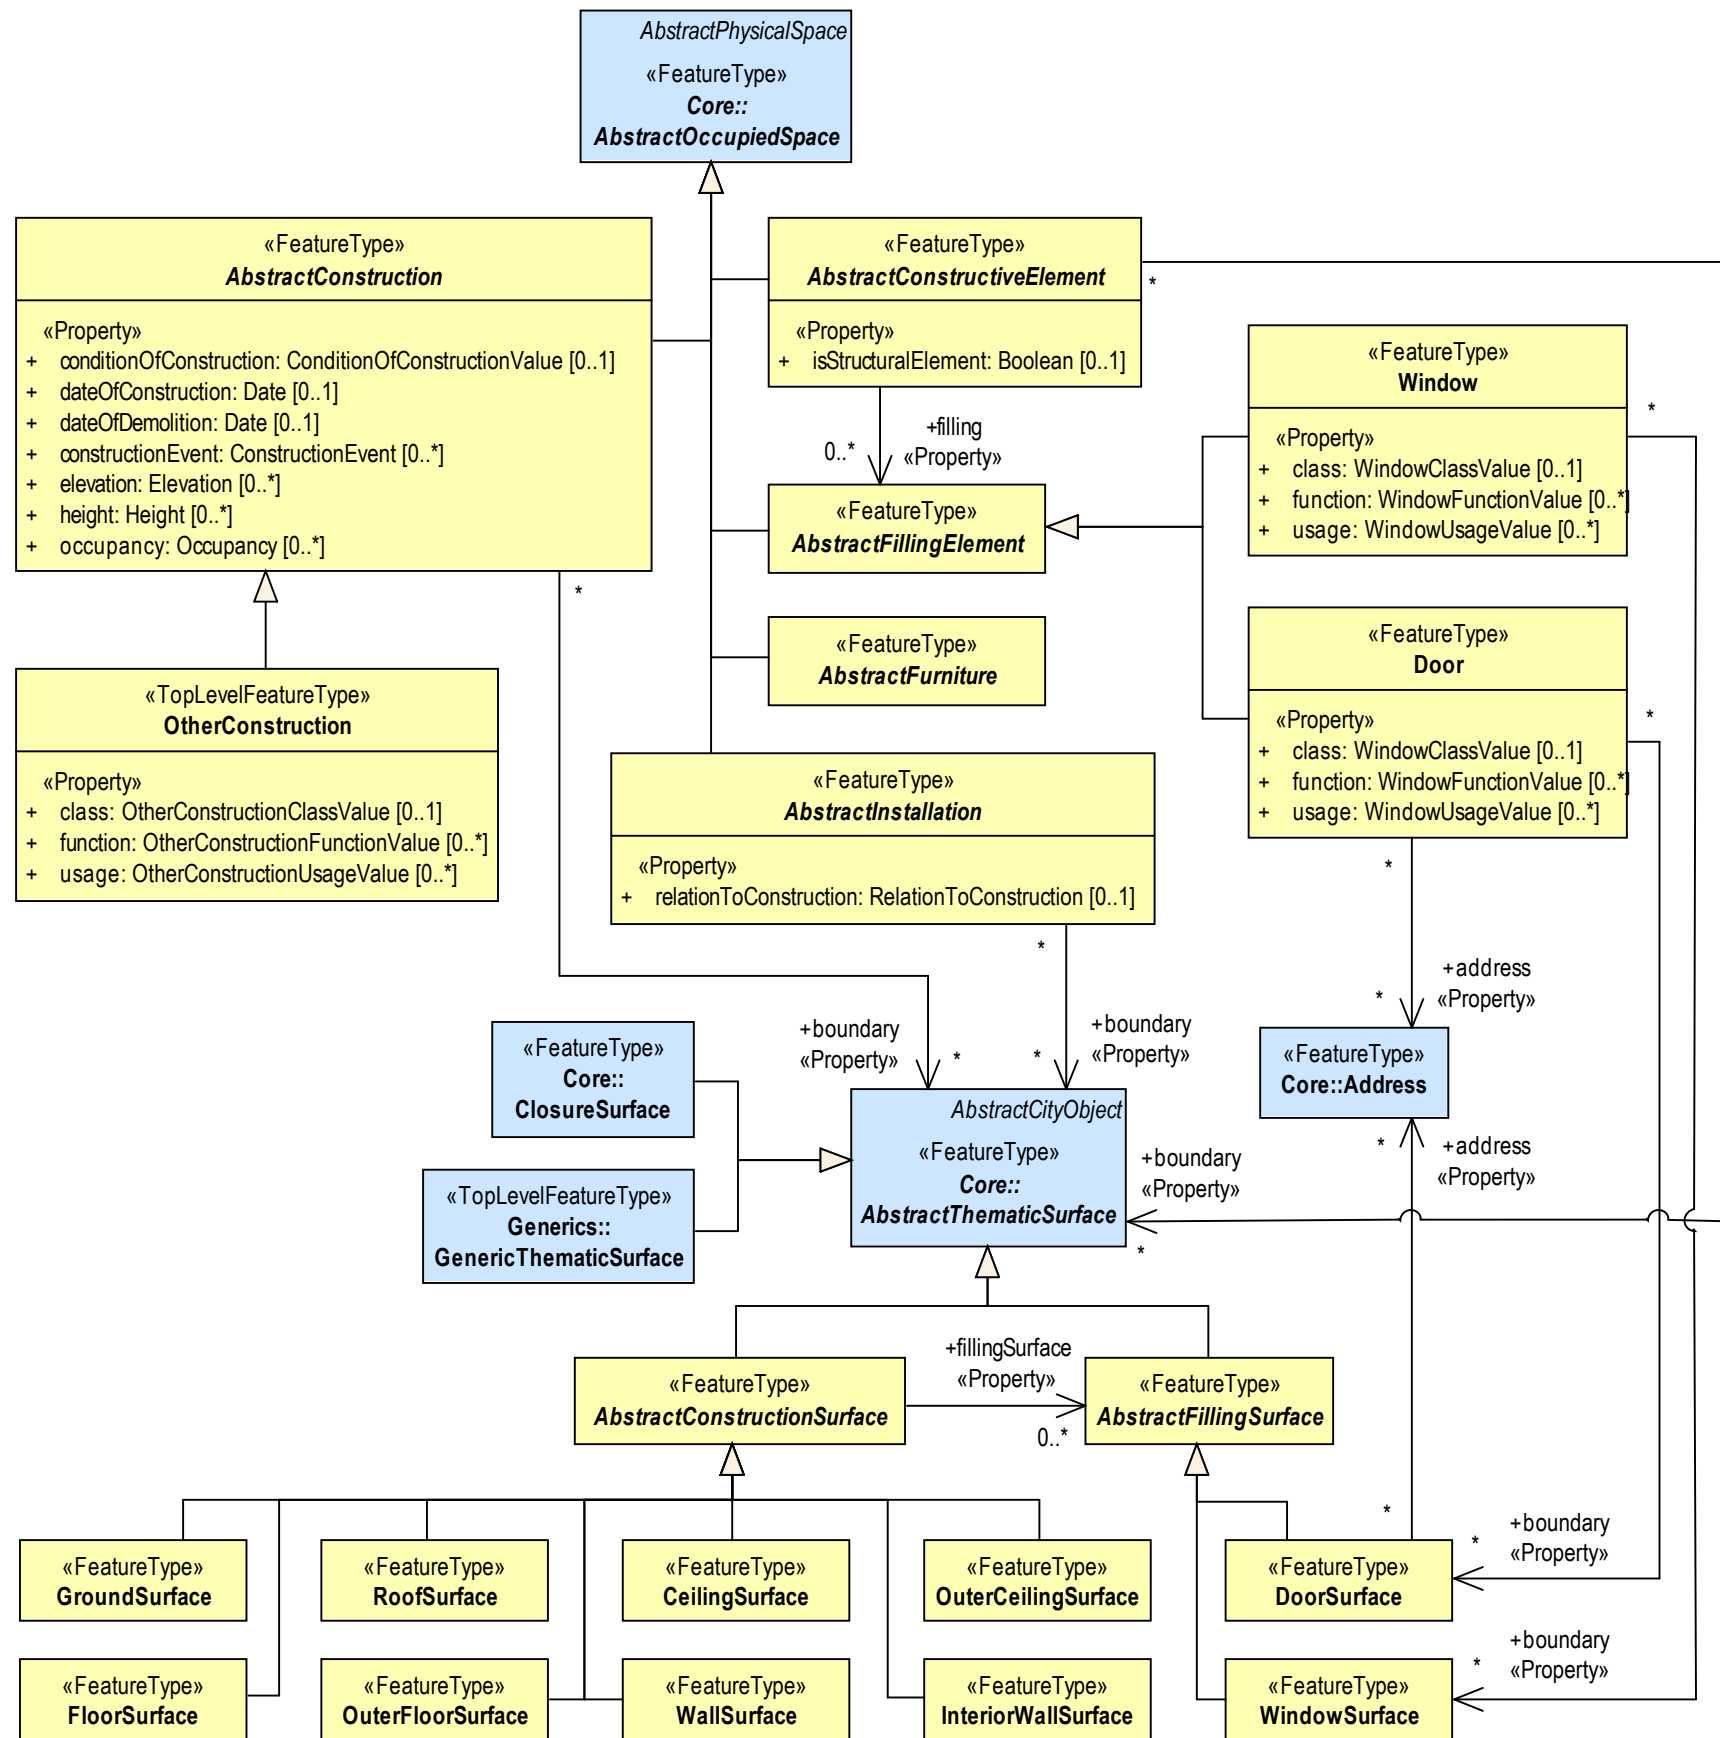 AbstractPhysicalSpace
«FeatureType»
Core::
AbstractOccupiedSpace
«FeatureType»
AbstractConstruction
«Property»
+ conditionOfConstruction: ConditionOfConstructionValue [0..1]
+ dateOfConstruction: Date [0..1]
+ dateOfDemolition: Date [0..1]
+ constructionEvent: ConstructionEvent [0..*]
+ elevation: Elevation [0..*]
+ height: Height [0..*]
+ occupancy: Occupancy [0..*]
*
«FeatureType»
AbstractConstructiveElement
«Property»
+ isStructuralElement: Boolean [0..1]
*
+filling
0..*
«Property»
«FeatureType»
AbstractFillingElement
«FeatureType»
AbstractFurniture
«FeatureType»
Window
«Property»
+ class: WindowClassValue [0..1]
+ function: WindowFunctionValue [0..*]
+ usage: WindowUsageValue [0..*]
*
«FeatureType»
Door
«Property»
+ class: WindowClassValue [0..1]
+ function: WindowFunctionValue [0..*]
+ usage: WindowUsageValue [0..*]
*
*
«TopLevelFeatureType»
OtherConstruction
«Property»
+ class: OtherConstructionClassValue [0..1]
+ function: OtherConstructionFunctionValue [0..*]
+ usage: OtherConstructionUsageValue [0..*]
«FeatureType»
AbstractInstallation
«Property»
+ relationToConstruction: RelationToConstruction [0..1]
*
+address
«Property»
*
+boundary
«Property»
*
+boundary
«Property»
*
«FeatureType»
Core::
ClosureSurface
«FeatureType»
Core::Address
*
+address
«Property»
«TopLevelFeatureType»
Generics::
GenericThematicSurface
AbstractCityObject
«FeatureType»
Core::
AbstractThematicSurface
+boundary
«Property»
*
«FeatureType»
AbstractConstructionSurface
+fillingSurface
«Property»
0..*
«FeatureType»
AbstractFillingSurface
«FeatureType»
GroundSurface
«FeatureType»
RoofSurface
«FeatureType»
CeilingSurface
«FeatureType»
OuterCeilingSurface
*
«FeatureType»
DoorSurface
+boundary
«Property»
*
«FeatureType»
FloorSurface
«FeatureType»
OuterFloorSurface
«FeatureType»
WallSurface
«FeatureType»
InteriorWallSurface
«FeatureType»
WindowSurface
+boundary
«Property»
*